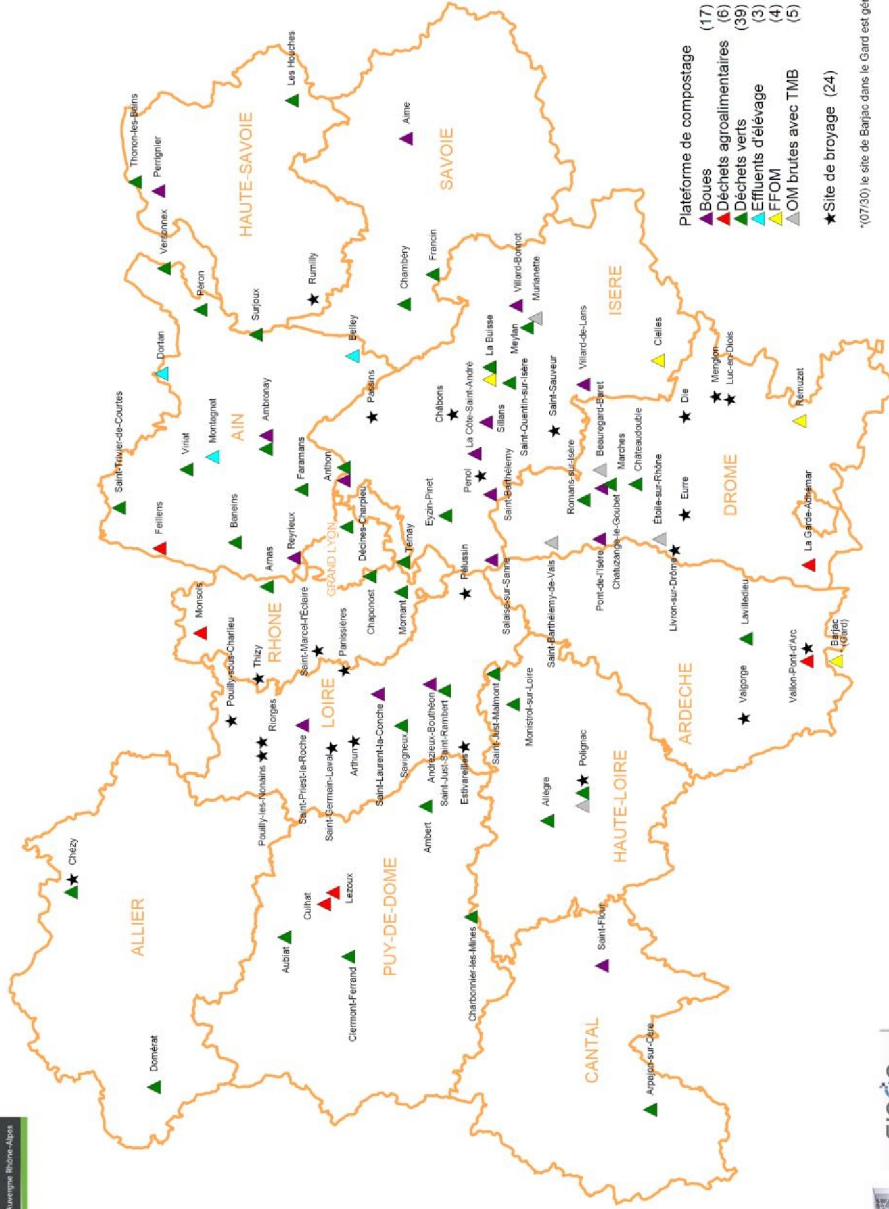 Auvergne Rhône-Alpes
Chézy
Domérat
ALLIER
Aubiat
Culhat
Lezoux
Clermont-Ferrand
PUY-DE-DOME
Ambert
Charbonnier-les-Mines
CANTAL
Saint-Flour
Arpajon-sur-Cère
HAUTE-LOIRE
Allègre
Polignac
Monistrol-sur-Loire
Saint-Just-Malmont
LOIRE
Pouilly-sous-Charlieu
Pouilly-les-Nonains
Riorges
Saint-Priest-la-Roche
Saint-Germain-Laval
Arthun
Saint-Laurent-la-Conche
Savigneux
Andrézieux-Bouthéon
Saint-Just-Saint-Rambert
Estivareilles
Saint-Marcel-l'Éclairé
Panissières
Pélussin
RHONE
Monsols
Thizy
Arnas
GRAND LYON
Décines-Charpieu
Chaponost
Mornant
Ternay
AIN
Saint-Trivier-de-Courtes
Feillens
Viriat
Montagnat
Baneins
Ambronay
Faramans
Reyrieux
Dortan
Péron
Versonnex
Surjoux
Belley
HAUTE-SAVOIE
Thonon-les-Bains
Perrignier
Les Houches
Rumilly
SAVOIE
Aime
Chambéry
Francin
ISERE
Anthon
Passins
Eyzin-Pinet
Châbons
La Côte-Saint-André
Penol
Sillans
Saint-Barthélemy
La Buisse
Meylan
Saint-Quentin-sur-Isère
Villard-Bonnot
Murianette
Saint-Sauveur
Villard-de-Lans
Clelles
Salaise-sur-Sanne
DROME
Saint-Barthélemy-de-Vals
Romans-sur-Isère
Beauregard-Baret
Marches
Châteaudouble
Pont-de-l'Isère
Chatuzange-le-Goubet
Étoile-sur-Rhône
Livron-sur-Drôme
Eurre
Die
Menglon
Luc-en-Diois
Rémuzat
La Garde-Adhémar
ARDECHE
Lavilledieu
Valgorge
Vallon-Pont-d'Arc
Barjac
* (Gard)
Plateforme de compostage
Boues (17)
Déchets agroalimentaires (6)
Déchets verts (39)
Effluents d'élévage (3)
FFOM (4)
OM brutes avec TMB (5)
Site de broyage (24)
*(07/30) le site de Barjac dans le Gard est gér